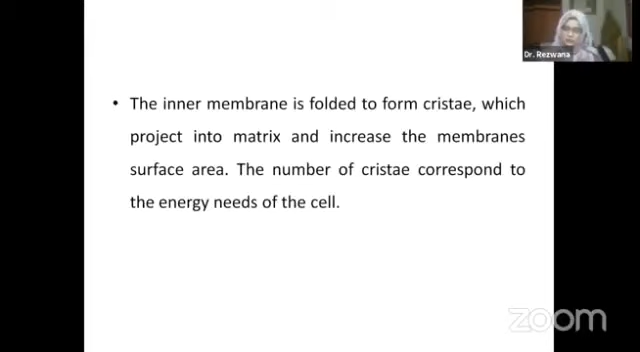 Dr. Rezwana
• The inner membrane is folded to form cristae, which
project into matrix and increase the membranes
surface area. The number of cristae correspond to
the energy needs of the cell.
zoom